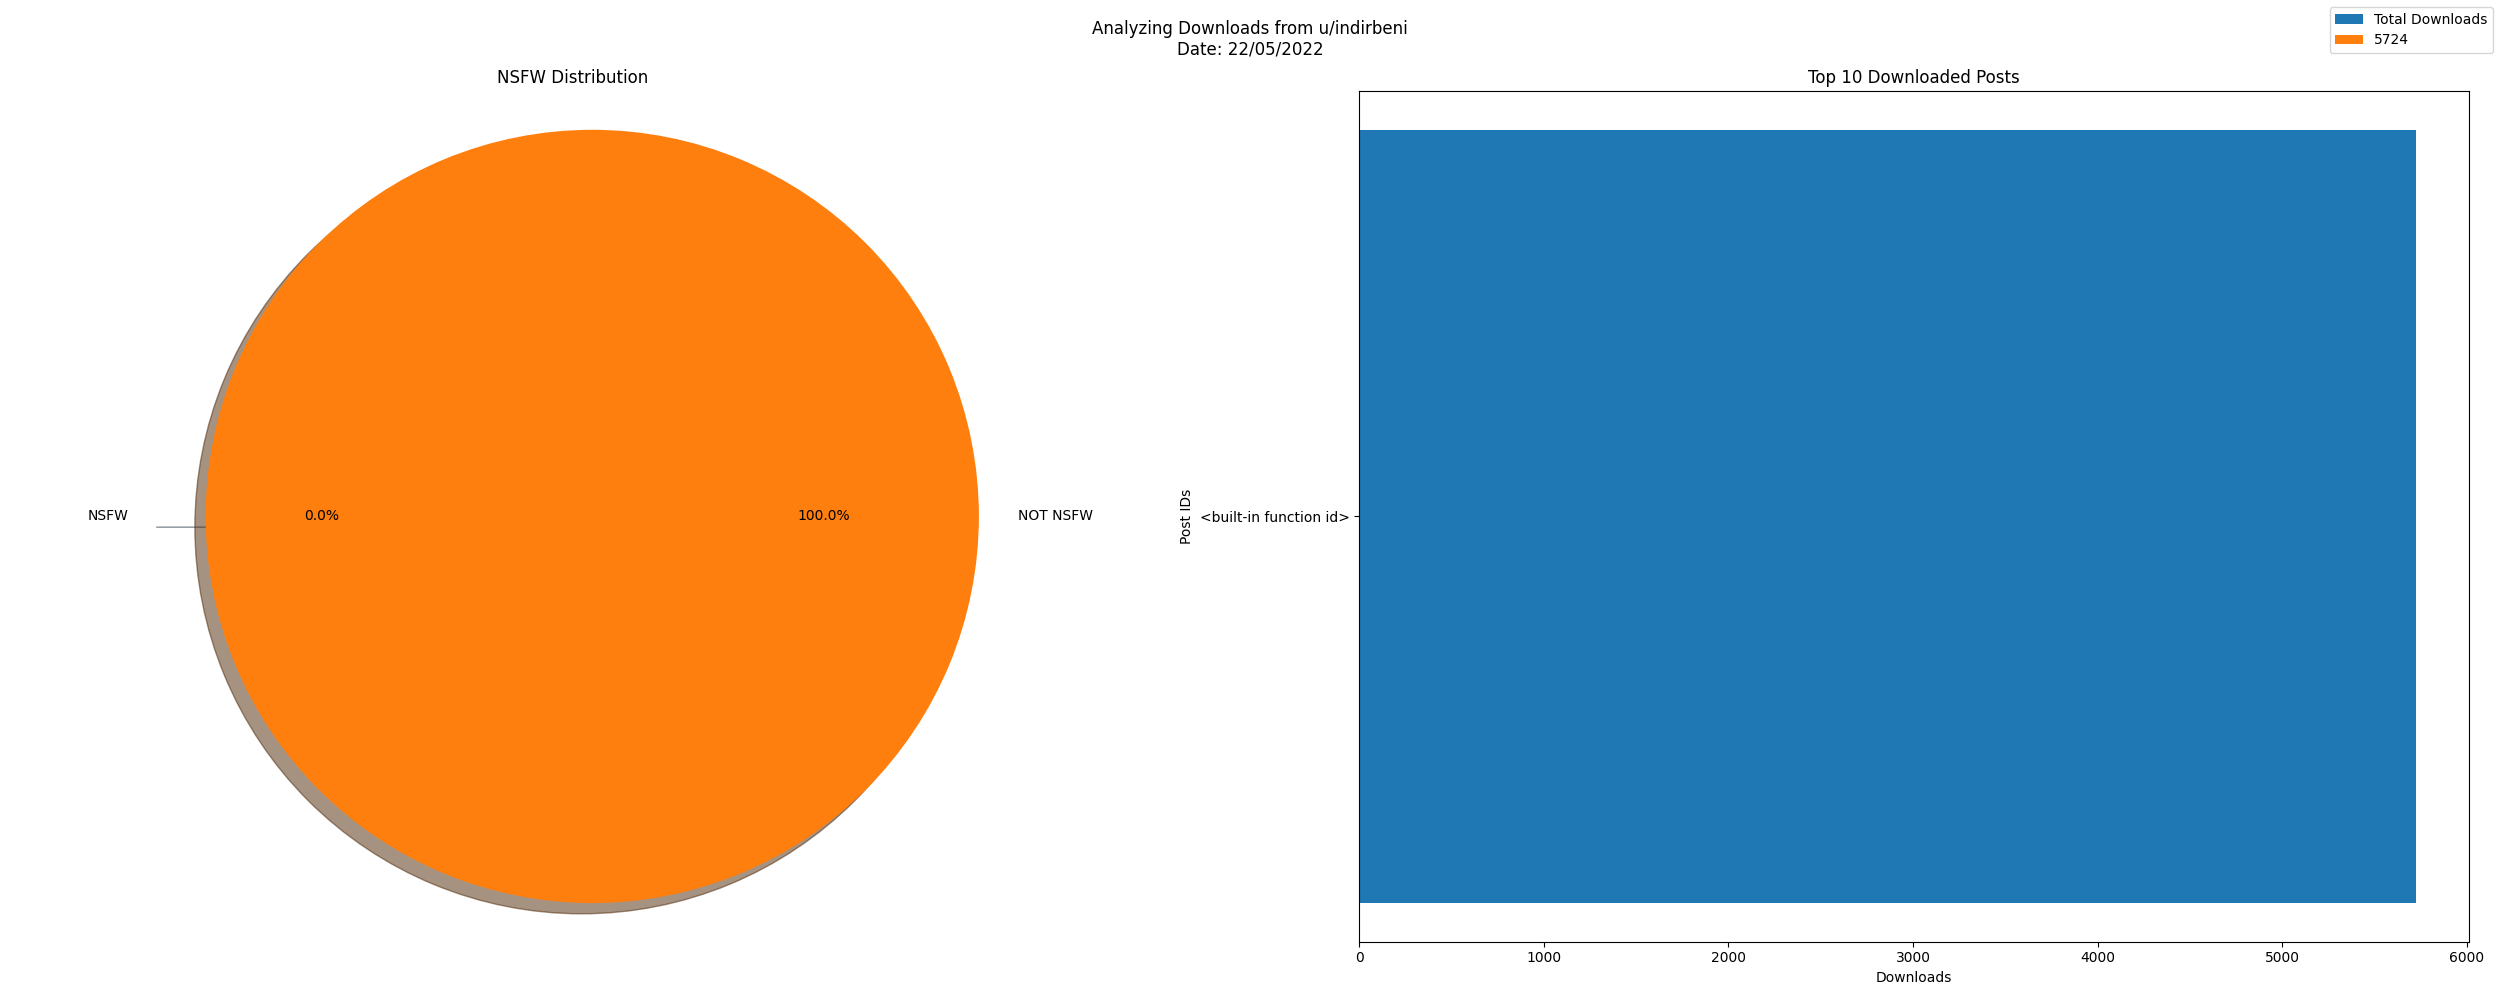 Analyzing Downloads from u/indirbeni
Date: 22/05/2022
Total Downloads
5724
NSFW Distribution
NSFW
0.0%
100.0%
NOT NSFW
Top 10 Downloaded Posts
Post IDs
<built-in function id>
0 1000 2000 3000 4000 5000 6000
Downloads